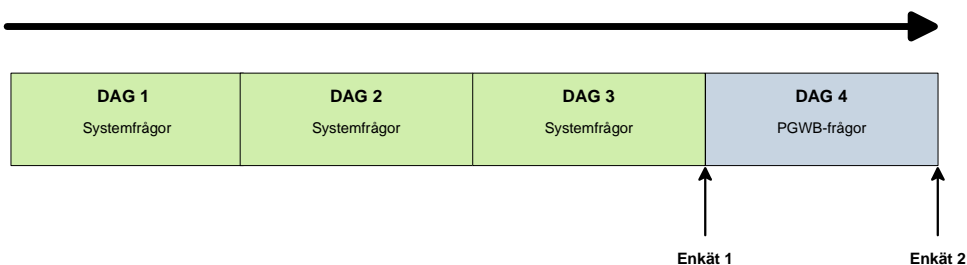 DAG 1
Systemfrågor
DAG 2
Systemfrågor
DAG 3
Systemfrågor
DAG 4
PGWB-frågor
Enkät 1
Enkät 2